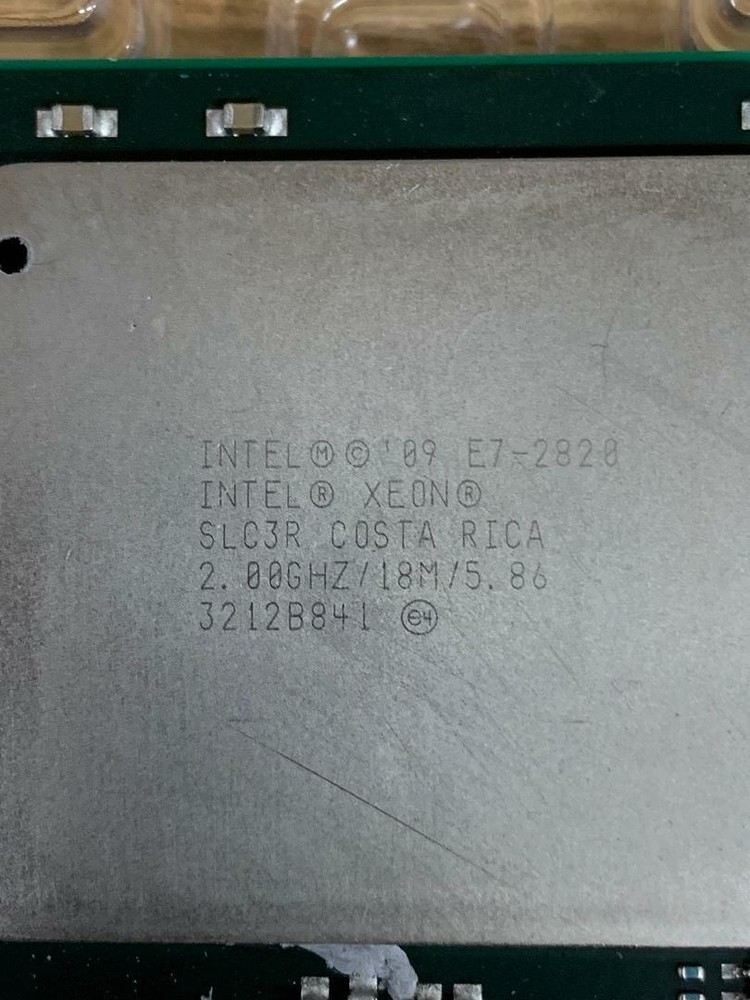 INTEL Ⓜ © '09 E7-2820
INTEL® XEON®
SLC3R COSTA RICA
2.00GHZ/18M/5.86
3212B841 e4